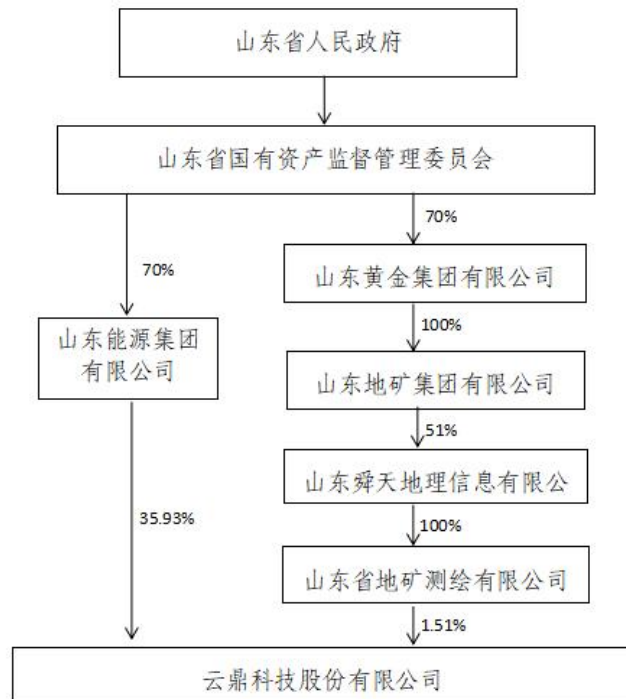 山东省人民政府
山东省国有资产监督管理委员会
70%
70%
山东黄金集团有限公司
100%
山东能源集团
有限公司
山东地矿集团有限公司
51%
山东舜天地理信息有限公
35.93%
100%
山东省地矿测绘有限公司
1.51%
云鼎科技股份有限公司